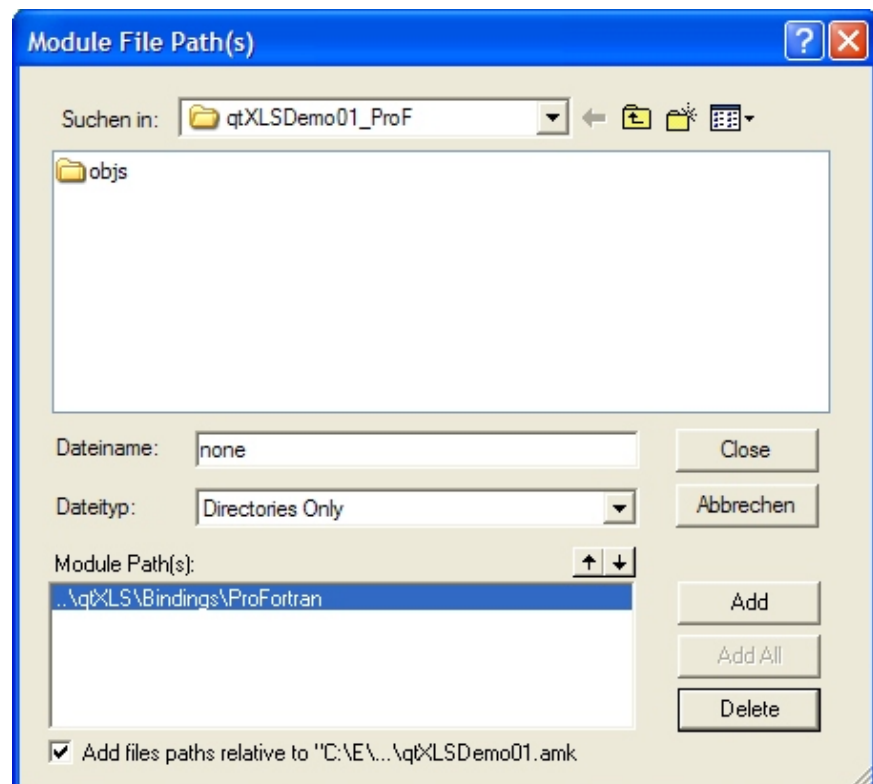 Module File Path(s)
Suchen in: qtXLSDemo01_ProF
objs
Dateiname: none
Close
Dateityp: Directories Only
Abbrechen
Module Path(s):
..\qtXLS\Bindings\ProFortran
Add
Add All
Delete
Add files paths relative to "C:\E\...\qtXLSDemo01.amk